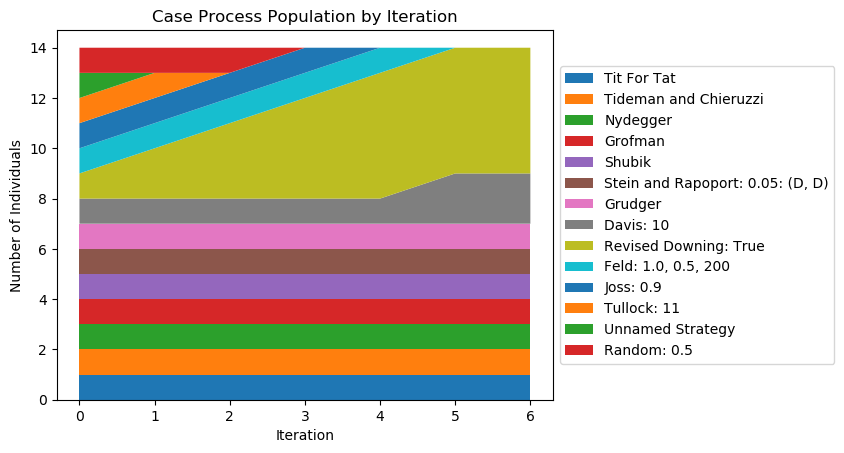 Case Process Population by Iteration
Number of Individuals
14
12
10
8
6
4
2
0
0 1 2 3 4 5 6
Iteration
Tit For Tat
Tideman and Chieruzzi
Nydegger
Grofman
Shubik
Stein and Rapoport: 0.05: (D, D)
Grudger
Davis: 10
Revised Downing: True
Feld: 1.0, 0.5, 200
Joss: 0.9
Tullock: 11
Unnamed Strategy
Random: 0.5